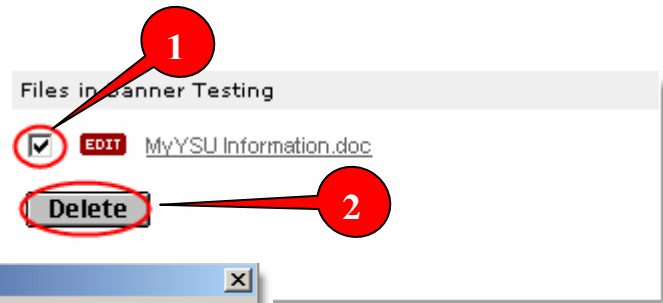 1
Files in Banner Testing
EDIT MyYSU Information.doc
Delete
2